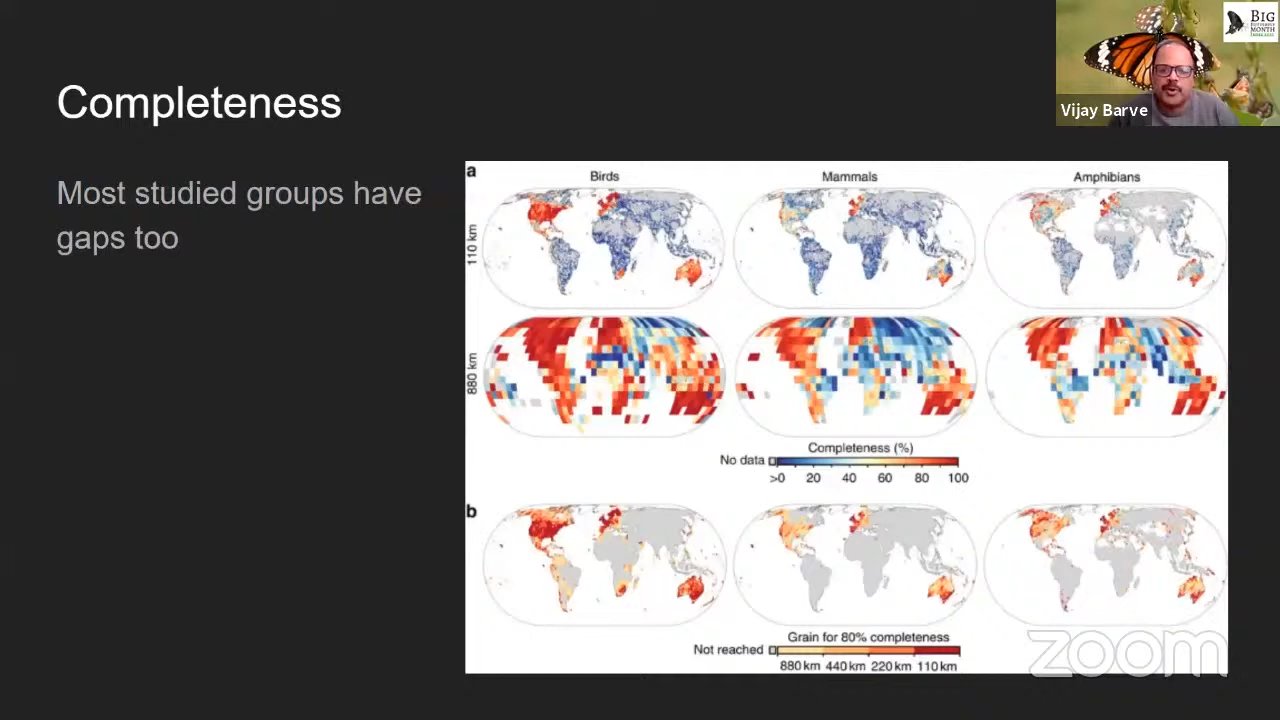 BIG
BUTTERFLY
MONTH
Vijay Barve
Completeness
Most studied groups have
gaps too
a
Birds
Mammals
Amphibians
110 km
880 km
Completeness (%)
No data
>0 20 40 60 80 100
b
Grain for 80% completeness
Not reached
880 km 440 km 220 km 110 km
zoom